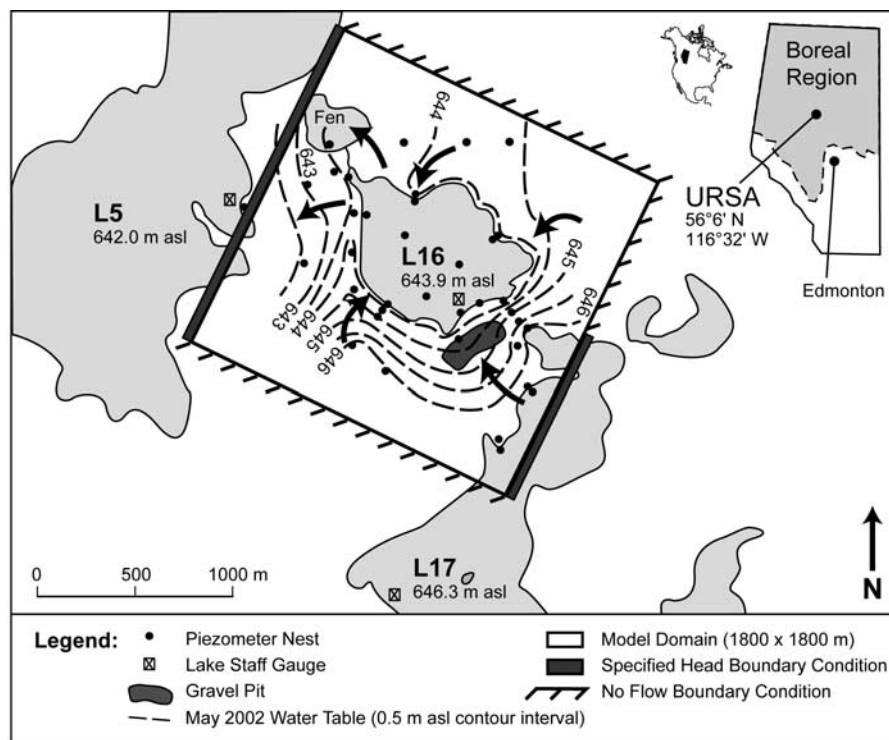 Boreal
Region
URSA
56°6' N
116°32' W
Edmonton
Fen
644
643
L5
642.0 m asl
L16
643.9 m asl
645
646
643
644
645
646
L17
646.3 m asl
0 500 1000 m
N
Legend:
Piezometer Nest
Lake Staff Gauge
Gravel Pit
May 2002 Water Table (0.5 m asl contour interval)
Model Domain (1800 x 1800 m)
Specified Head Boundary Condition
No Flow Boundary Condition